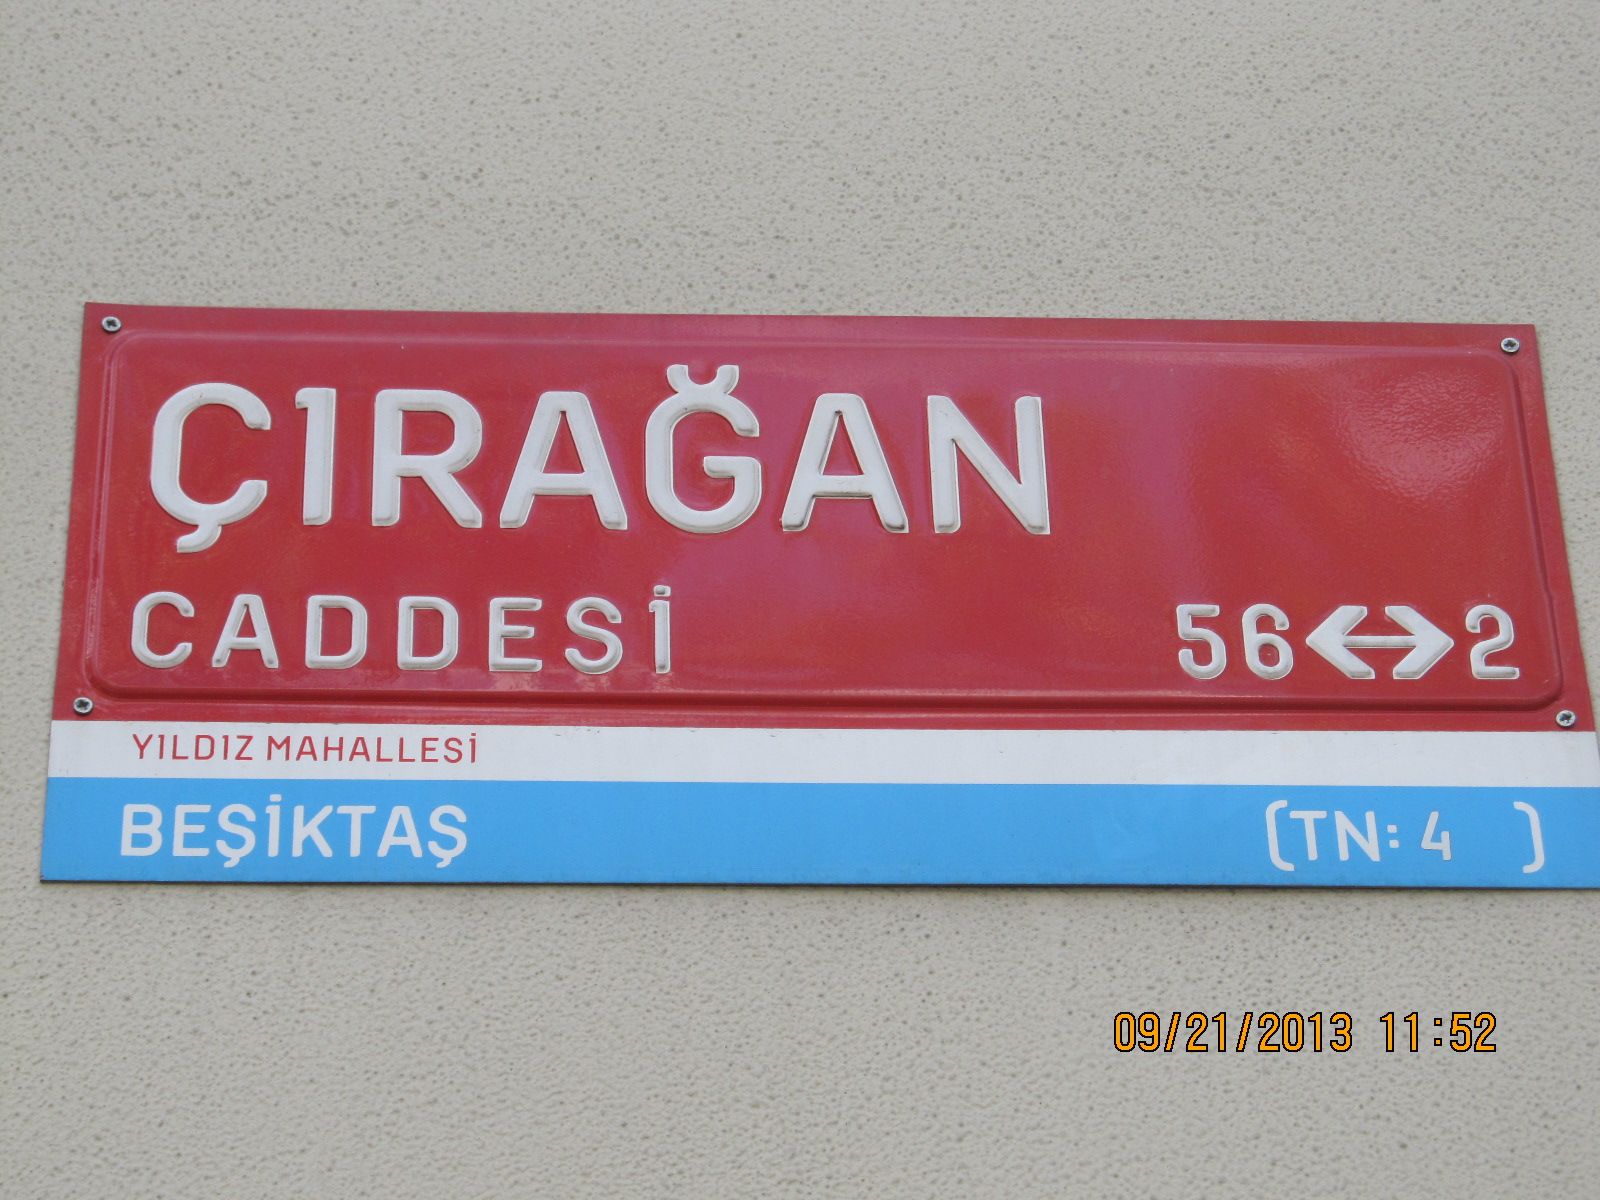 ÇIRAĞAN
CADDESİ 56↔2
YILDIZ MAHALLESİ
BEŞİKTAŞ (TN: 4 )
09/21/2013 11:52